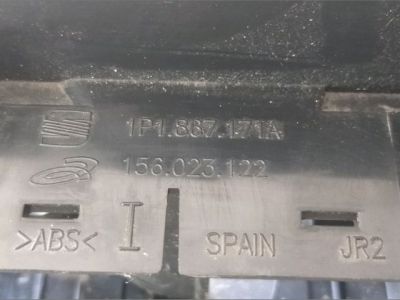 1P1.867.171A
156.023.122
>ABS< I SPAIN JR2